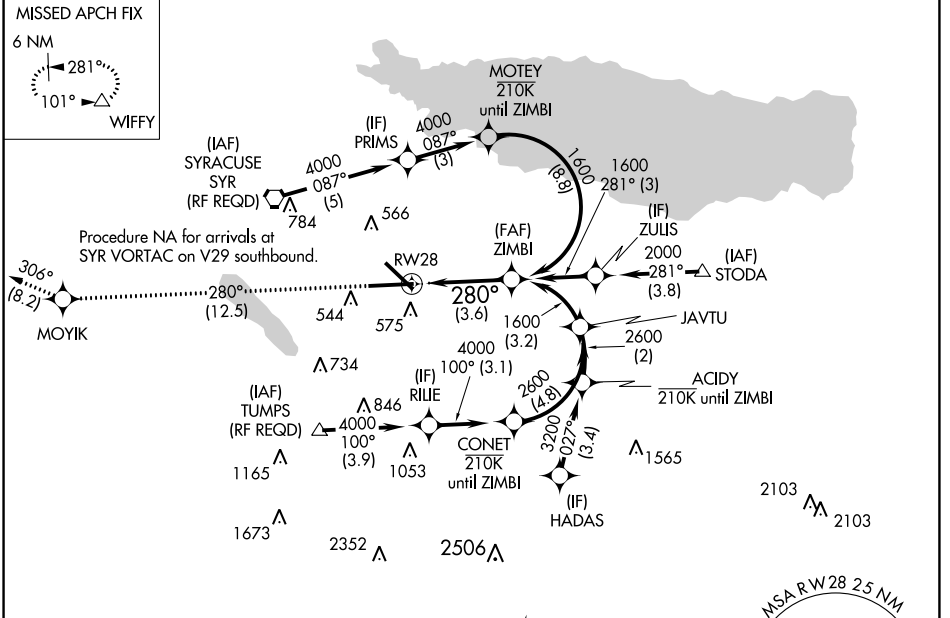 MISSED APCH FIX
6 NM
281°
101°
WIFFY
MOTEY
210K
until ZIMBI
(IF)
PRIMS
4000
087°
(3)
(IAF)
SYRACUSE
SYR
(RF REQD)
4000
087°
(5)
1600
(8.8)
1600
281° (3)
784
566
(IF)
ZULIS
(FAF)
ZIMBI
Procedure NA for arrivals at
SYR VORTAC on V29 southbound.
RW28
2000
281°
(3.8)
(IAF)
STODA
306°
(8.2)
MOYIK
280°
(12.5)
544
575
280°
(3.6)
1600
(3.2)
JAVTU
2600
(2)
734
4000
100° (3.1)
(IF)
RILIE
2600
(4.8)
ACIDY
210K until ZIMBI
(IAF)
TUMPS
(RF REQD)
846
4000
100°
(3.9)
1053
CONET
210K
until ZIMBI
3200
027°
(3.4)
1565
1165
(IF)
HADAS
2103
2103
1673
2352
2506
MSA RW28 25 NM